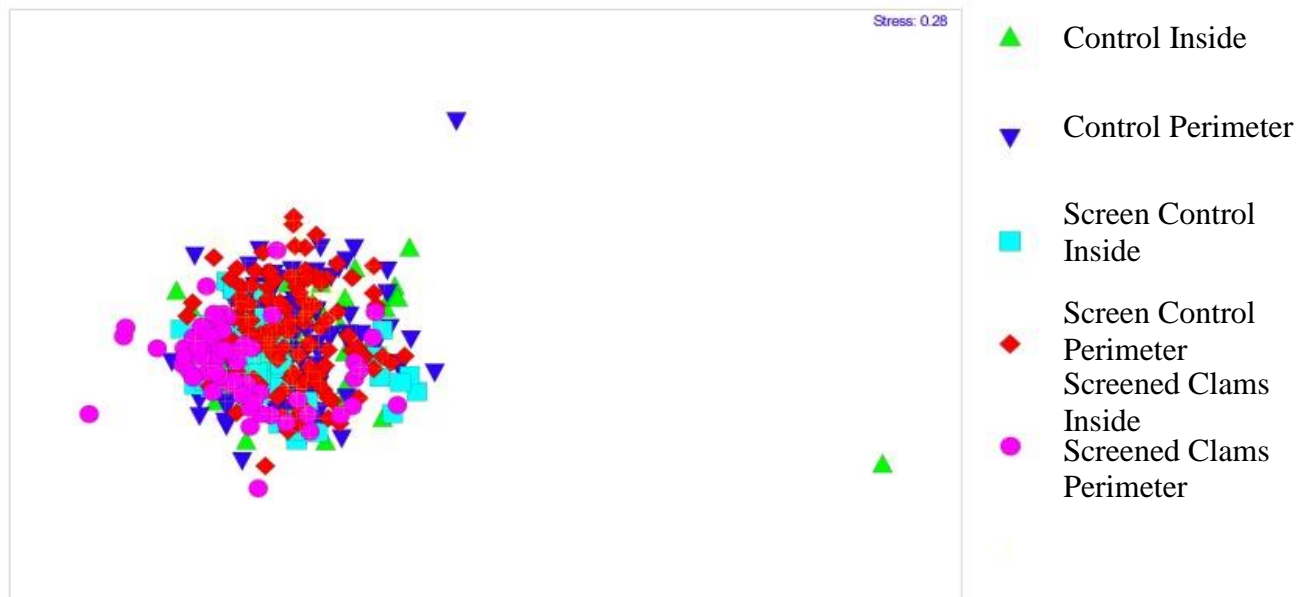 Stress: 0.28
Control Inside
Control Perimeter
Screen Control
Inside
Screen Control
Perimeter
Screened Clams
Inside
Screened Clams
Perimeter